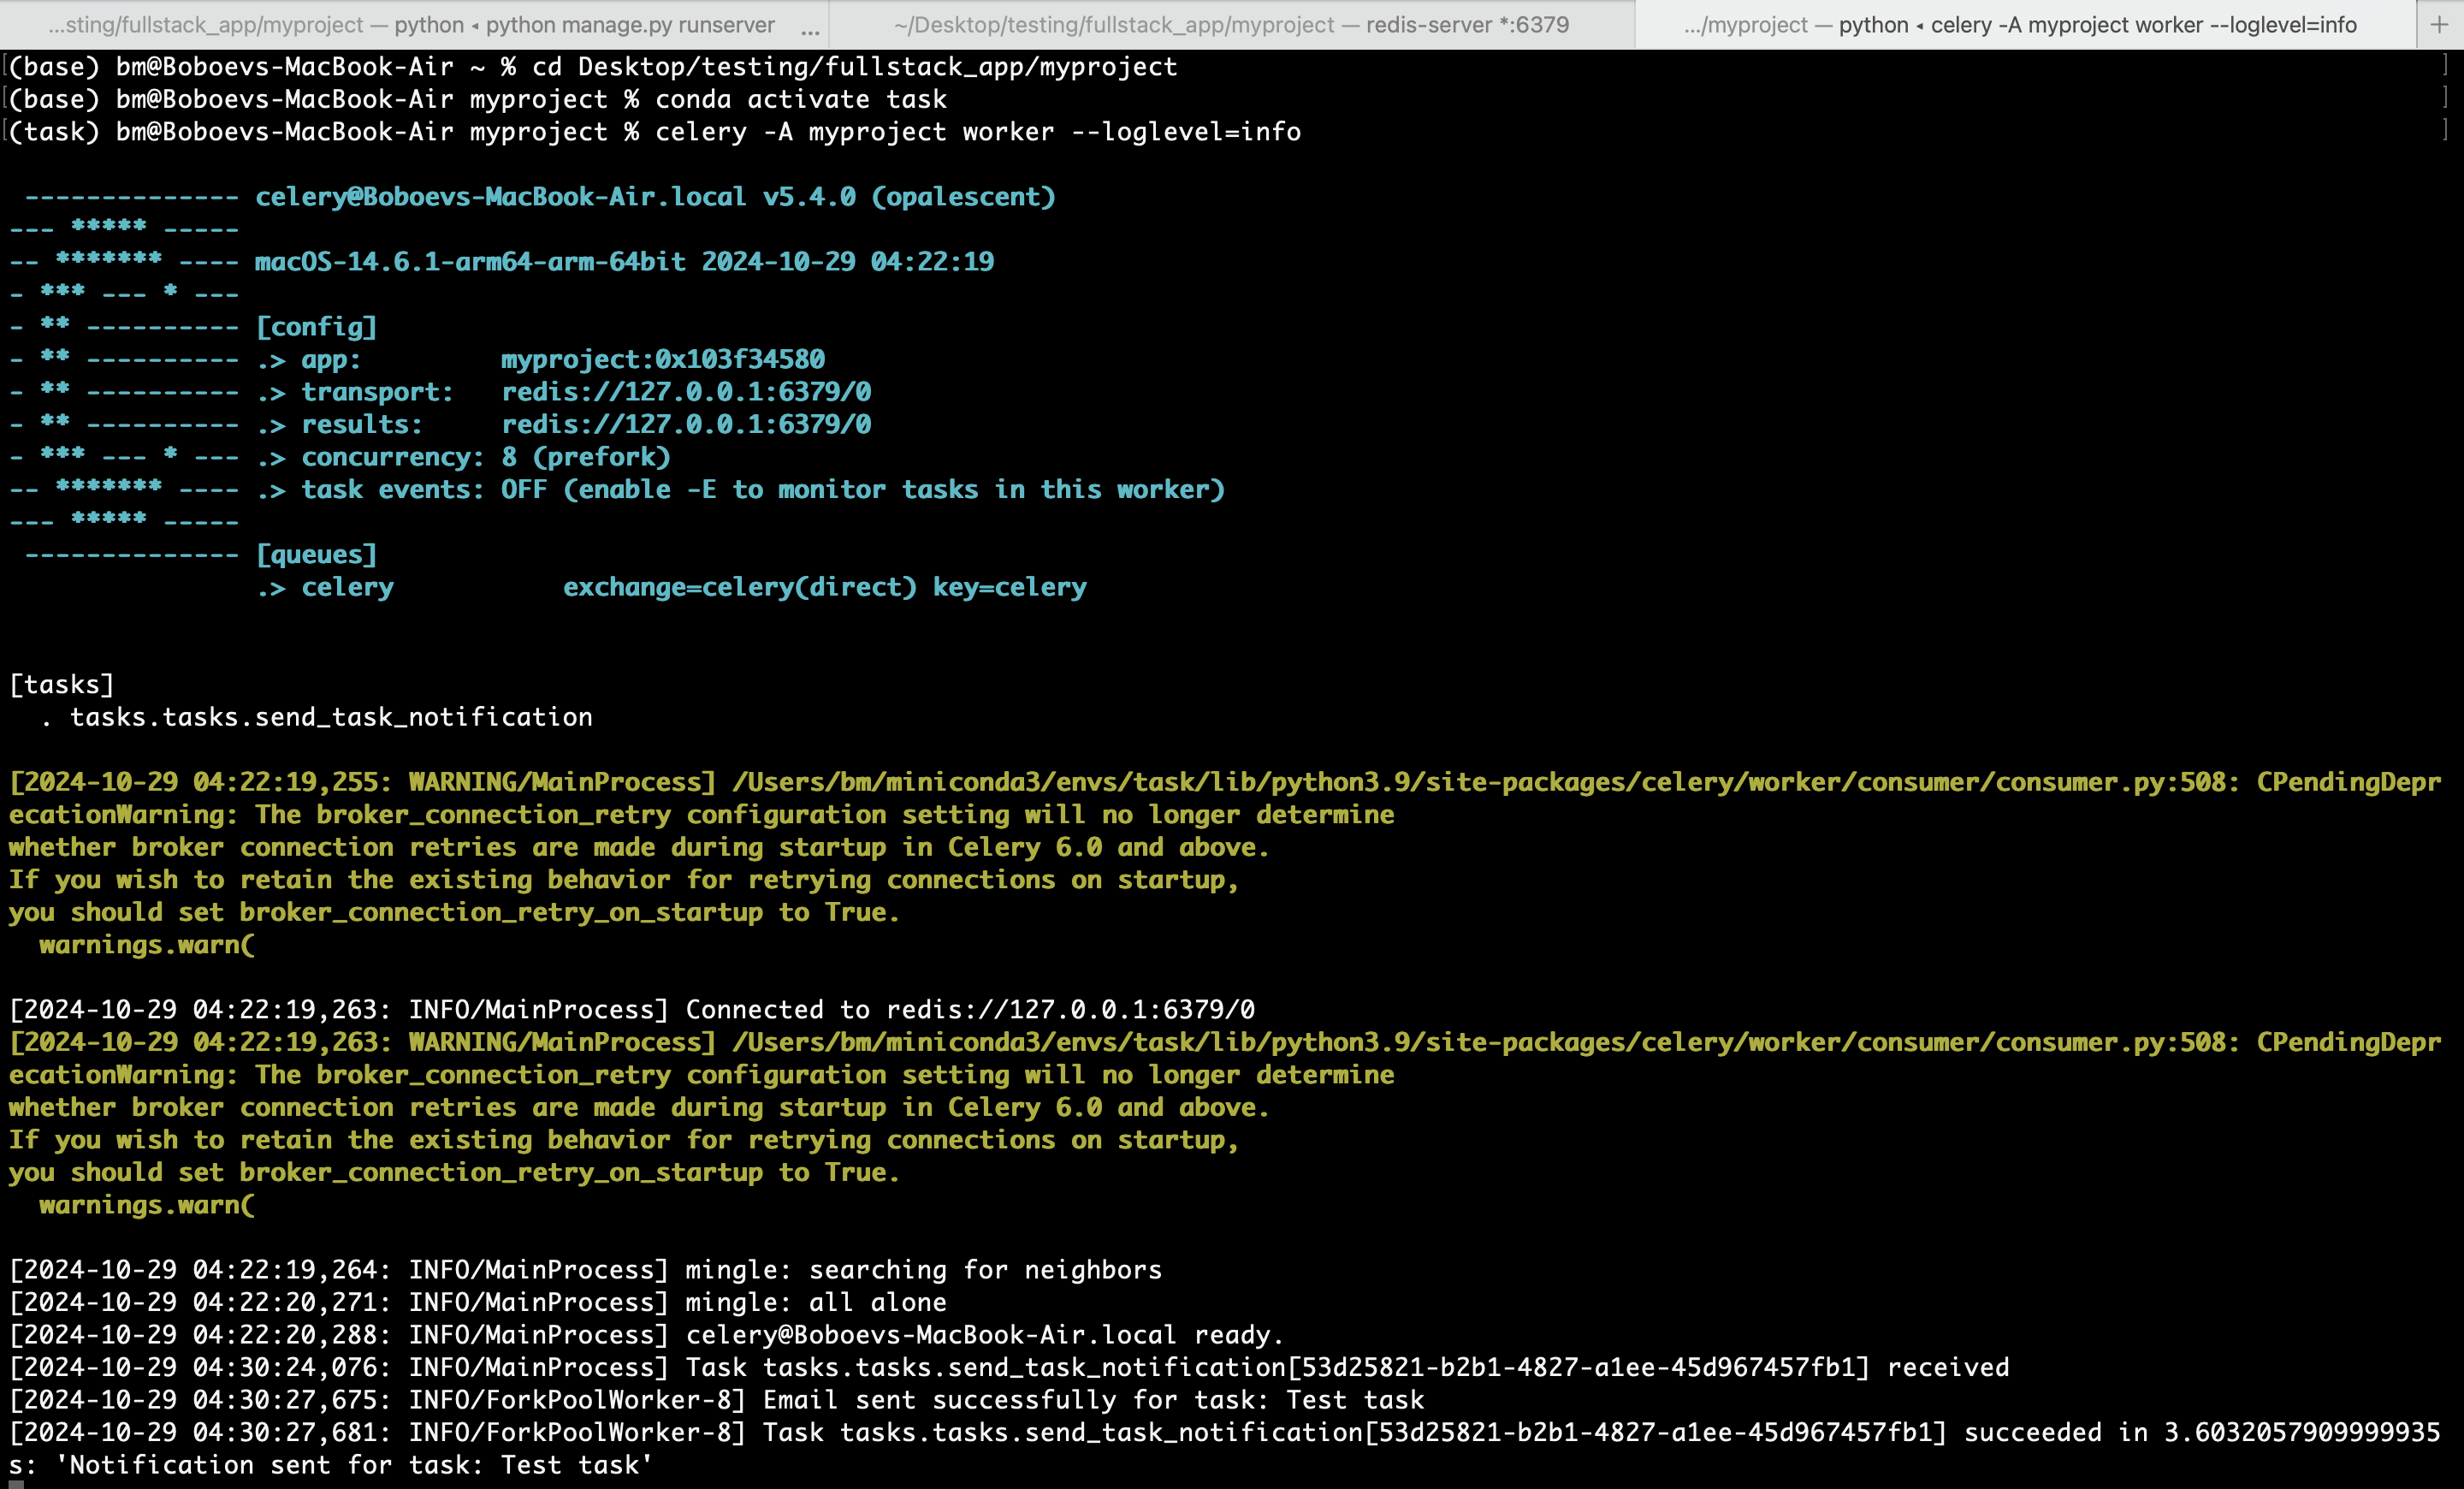 ...sting/fullstack_app/myproject — python ◂ python manage.py runserver ...
~/Desktop/testing/fullstack_app/myproject — redis-server *:6379
.../myproject — python ◂ celery -A myproject worker --loglevel=info
+
[(base) bm@Boboevs-MacBook-Air ~ % cd Desktop/testing/fullstack_app/myproject ]
[(base) bm@Boboevs-MacBook-Air myproject % conda activate task ]
[(task) bm@Boboevs-MacBook-Air myproject % celery -A myproject worker --loglevel=info ]
 -------------- celery@Boboevs-MacBook-Air.local v5.4.0 (opalescent)
--- ***** -----
-- ******* ---- macOS-14.6.1-arm64-arm-64bit 2024-10-29 04:22:19
- *** --- * ---
- ** ---------- [config]
- ** ---------- .> app:         myproject:0x103f34580
- ** ---------- .> transport:   redis://127.0.0.1:6379/0
- ** ---------- .> results:     redis://127.0.0.1:6379/0
- *** --- * --- .> concurrency: 8 (prefork)
-- ******* ---- .> task events: OFF (enable -E to monitor tasks in this worker)
--- ***** -----
 -------------- [queues]
                .> celery           exchange=celery(direct) key=celery
[tasks]
  . tasks.tasks.send_task_notification
[2024-10-29 04:22:19,255: WARNING/MainProcess] /Users/bm/miniconda3/envs/task/lib/python3.9/site-packages/celery/worker/consumer/consumer.py:508: CPendingDepr
ecationWarning: The broker_connection_retry configuration setting will no longer determine
whether broker connection retries are made during startup in Celery 6.0 and above.
If you wish to retain the existing behavior for retrying connections on startup,
you should set broker_connection_retry_on_startup to True.
  warnings.warn(
[2024-10-29 04:22:19,263: INFO/MainProcess] Connected to redis://127.0.0.1:6379/0
[2024-10-29 04:22:19,263: WARNING/MainProcess] /Users/bm/miniconda3/envs/task/lib/python3.9/site-packages/celery/worker/consumer/consumer.py:508: CPendingDepr
ecationWarning: The broker_connection_retry configuration setting will no longer determine
whether broker connection retries are made during startup in Celery 6.0 and above.
If you wish to retain the existing behavior for retrying connections on startup,
you should set broker_connection_retry_on_startup to True.
  warnings.warn(
[2024-10-29 04:22:19,264: INFO/MainProcess] mingle: searching for neighbors
[2024-10-29 04:22:20,271: INFO/MainProcess] mingle: all alone
[2024-10-29 04:22:20,288: INFO/MainProcess] celery@Boboevs-MacBook-Air.local ready.
[2024-10-29 04:30:24,076: INFO/MainProcess] Task tasks.tasks.send_task_notification[53d25821-b2b1-4827-a1ee-45d967457fb1] received
[2024-10-29 04:30:27,675: INFO/ForkPoolWorker-8] Email sent successfully for task: Test task
[2024-10-29 04:30:27,681: INFO/ForkPoolWorker-8] Task tasks.tasks.send_task_notification[53d25821-b2b1-4827-a1ee-45d967457fb1] succeeded in 3.6032057909999935
s: 'Notification sent for task: Test task'